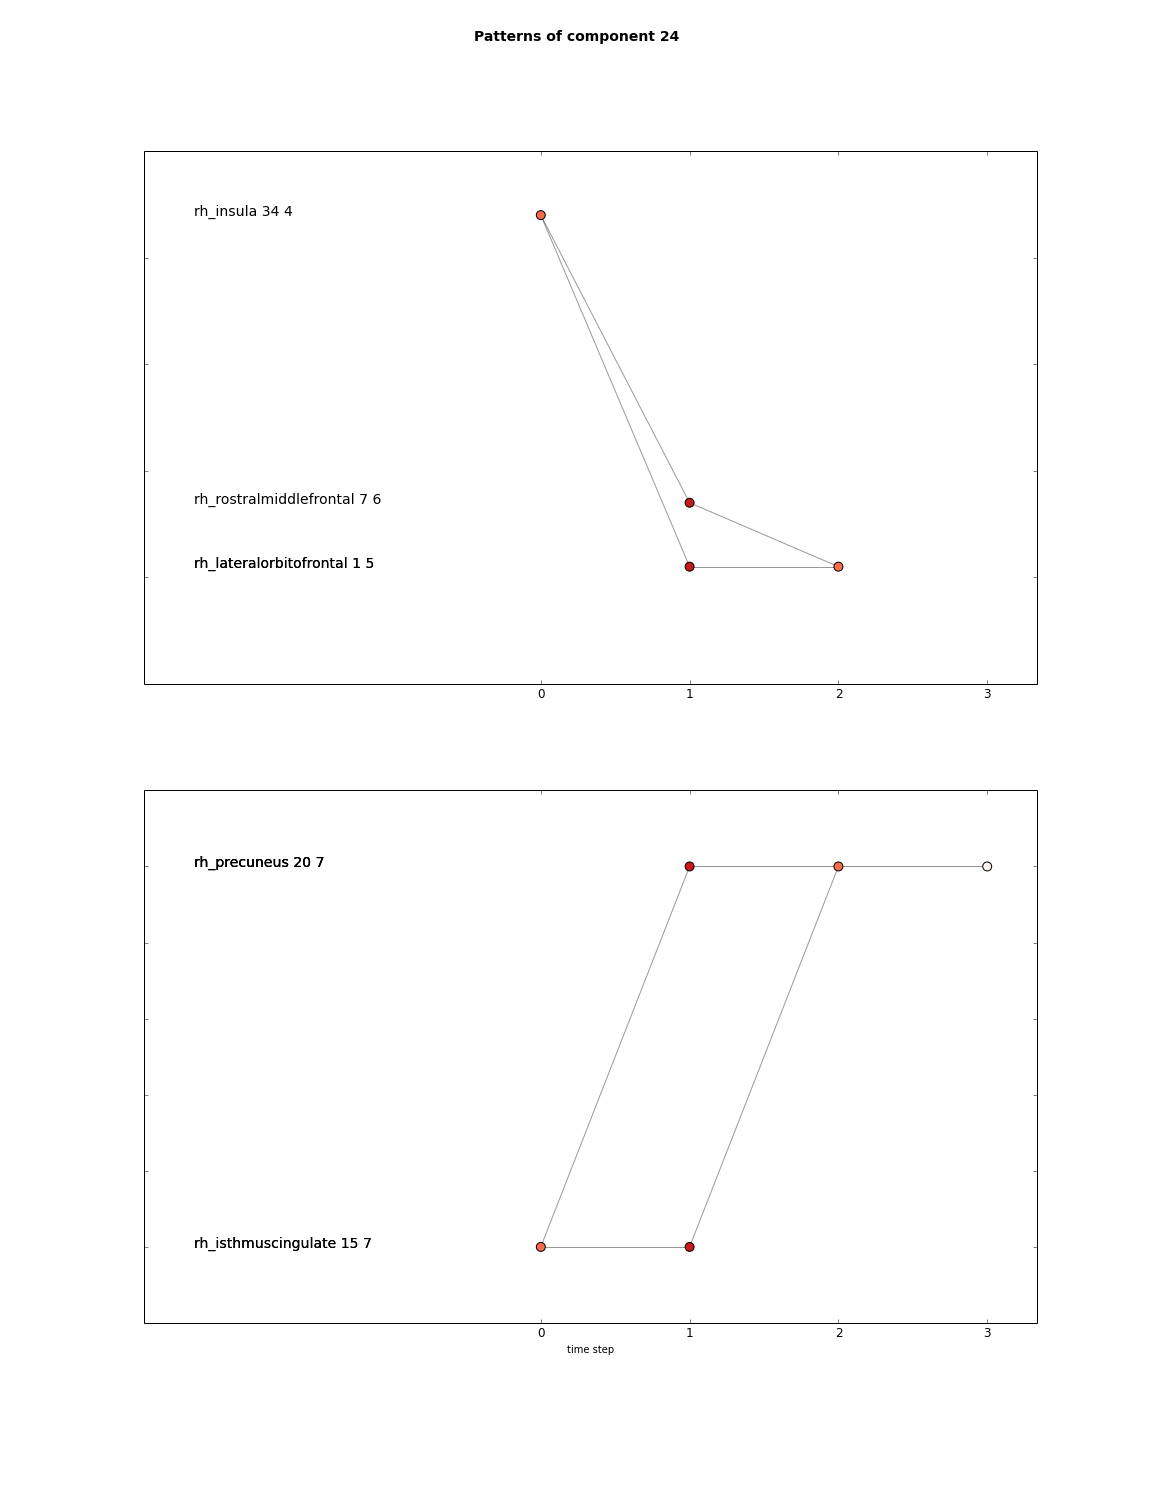 Patterns of component 24
rh_insula 34 4
rh_rostralmiddlefrontal 7 6
rh_lateralorbitofrontal 1 5
0 1 2 3
rh_precuneus 20 7
rh_isthmuscingulate 15 7
0 1 2 3
time step